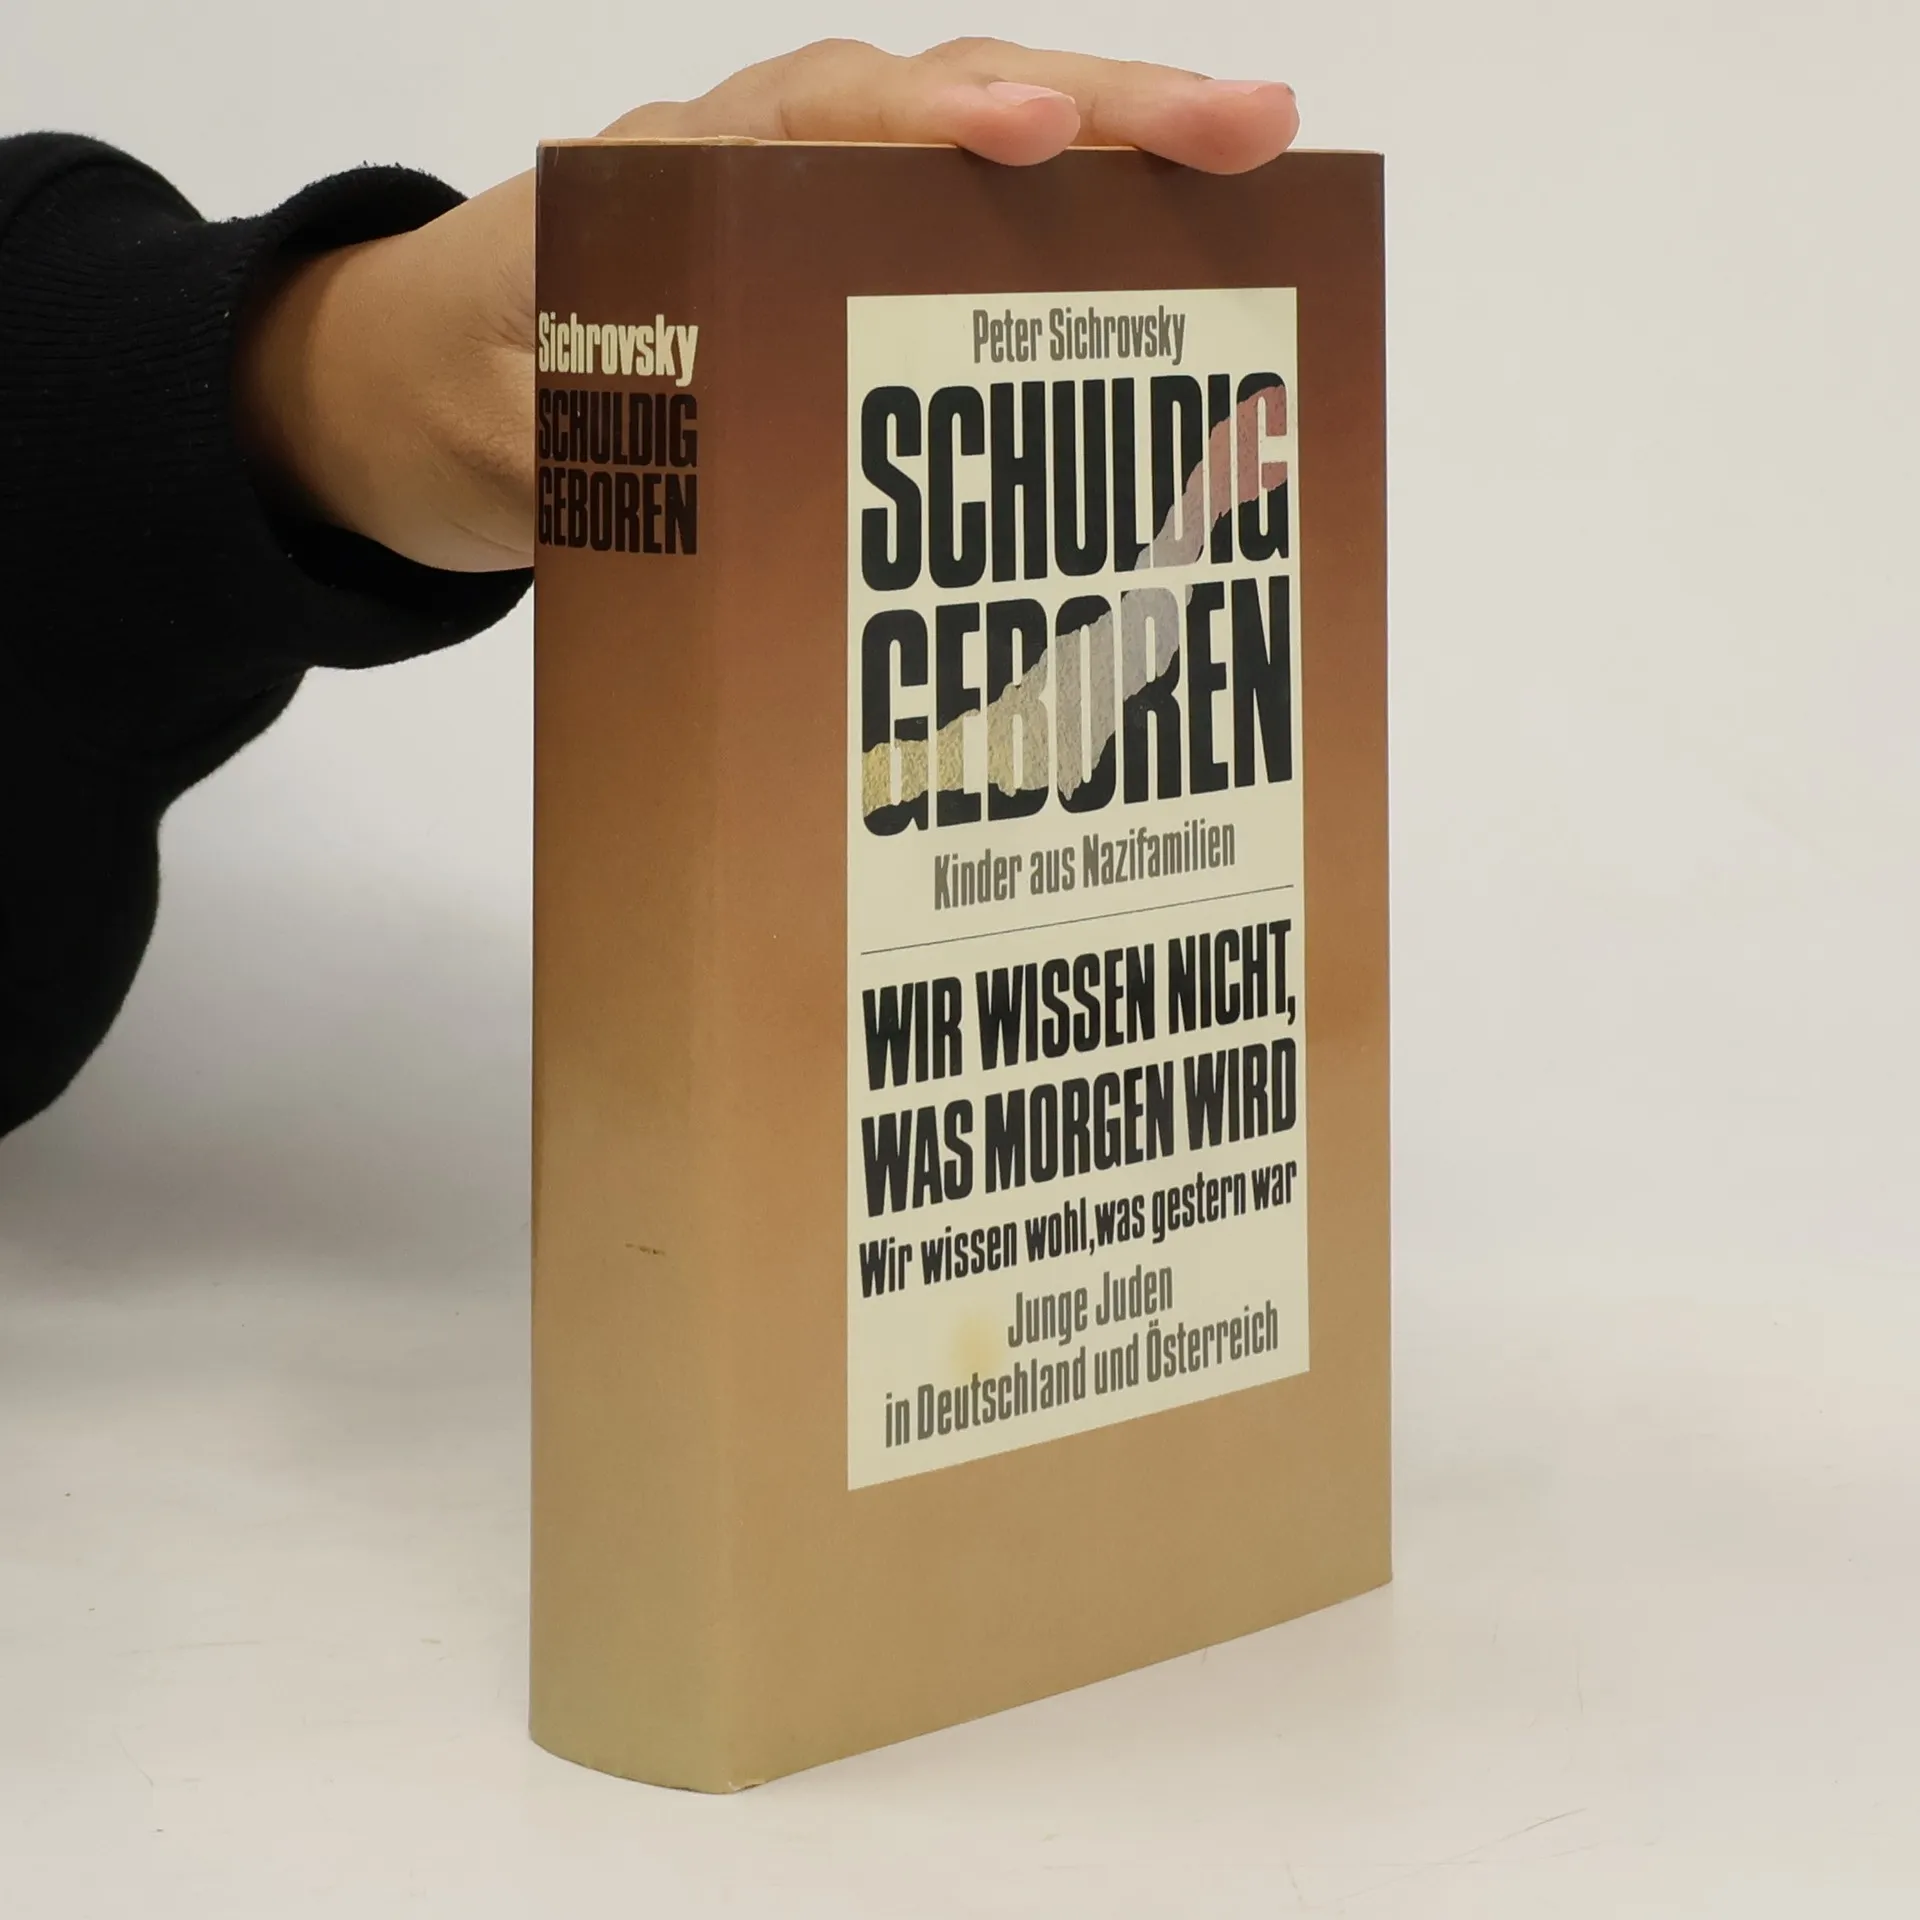 Sichrovsky
SCHULDIG
GEBOREN
Peter Sichrovsky
SCHULDIG
GEBOREN
Kinder aus Nazifamilien
WIR WISSEN NICHT,
WAS MORGEN WIRD
Wir wissen wohl, was gestern war
Junge Juden
in Deutschland und Österreich